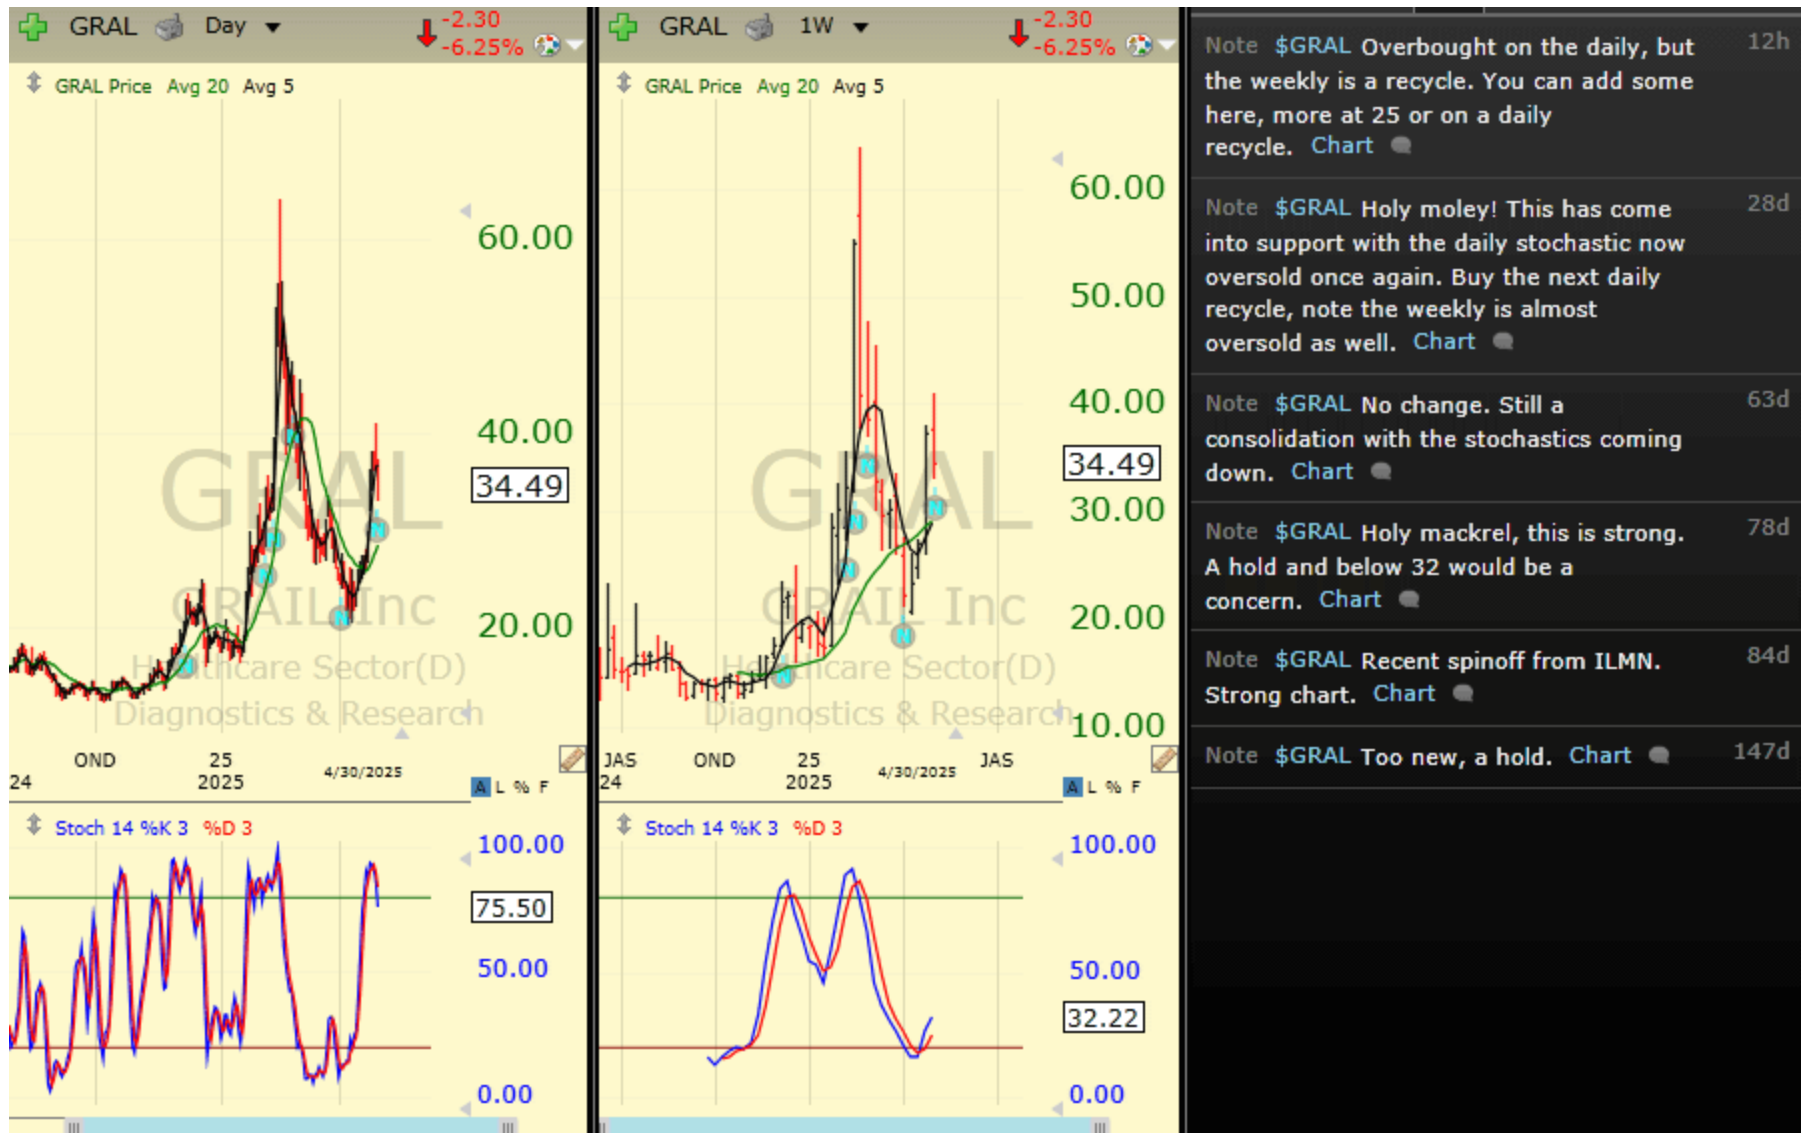 GRAL Day -2.30
-6.25%
GRAL Price Avg 20 Avg 5
60.00
40.00
34.49
20.00
GRAL
GRAIL Inc
Healthcare Sector(D)
Diagnostics & Research
OND 25 4/30/2025
24 2025
A L % F
Stoch 14 %K 3 %D 3
100.00
75.50
50.00
0.00
GRAL 1W -2.30
-6.25%
GRAL Price Avg 20 Avg 5
60.00
50.00
40.00
34.49
30.00
20.00
10.00
GRAL
GRAIL Inc
Healthcare Sector(D)
Diagnostics & Research
JAS OND 25 4/30/2025 JAS
24 2025
A L % F
Stoch 14 %K 3 %D 3
100.00
50.00
32.22
0.00
Note $GRAL Overbought on the daily, but 12h
the weekly is a recycle. You can add some
here, more at 25 or on a daily
recycle. Chart
Note $GRAL Holy moley! This has come 28d
into support with the daily stochastic now
oversold once again. Buy the next daily
recycle, note the weekly is almost
oversold as well. Chart
Note $GRAL No change. Still a 63d
consolidation with the stochastics coming
down. Chart
Note $GRAL Holy mackrel, this is strong. 78d
A hold and below 32 would be a
concern. Chart
Note $GRAL Recent spinoff from ILMN. 84d
Strong chart. Chart
Note $GRAL Too new, a hold. Chart 147d